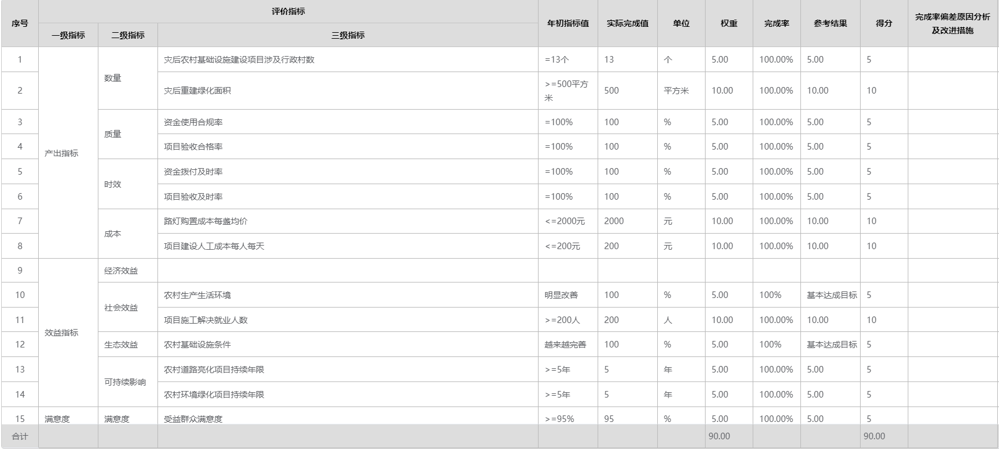 序号 评价指标 年初指标值 实际完成值 单位 权重 完成率 参考结果 得分 完成率偏差原因分析
及改进措施
一级指标 二级指标 三级指标
1 产出指标 数量 灾后农村基础设施建设项目涉及行政村数 =13个 13 个 5.00 100.00% 5.00 5
2 灾后重建绿化面积 >=500平方
米 500 平方米 10.00 100.00% 10.00 10
3 质量 资金使用合规率 =100% 100 % 5.00 100.00% 5.00 5
4 项目验收合格率 =100% 100 % 5.00 100.00% 5.00 5
5 时效 资金拨付及时率 =100% 100 % 5.00 100.00% 5.00 5
6 项目验收及时率 =100% 100 % 5.00 100.00% 5.00 5
7 成本 路灯购置成本每盏均价 <=2000元 2000 元 10.00 100.00% 10.00 10
8 项目建设人工成本每人每天 <=200元 200 元 10.00 100.00% 10.00 10
9 效益指标 经济效益
10 社会效益 农村生产生活环境 明显改善 100 % 5.00 100% 基本达成目标 5
11 项目施工解决就业人数 >=200人 200 人 10.00 100.00% 10.00 10
12 生态效益 农村基础设施条件 越来越完善 100 % 5.00 100% 基本达成目标 5
13 可持续影响 农村道路亮化项目持续年限 >=5年 5 年 5.00 100.00% 5.00 5
14 农村环境绿化项目持续年限 >=5年 5 年 5.00 100.00% 5.00 5
15 满意度 满意度 受益群众满意度 >=95% 95 % 5.00 100.00% 5.00 5
合计 90.00 90.00